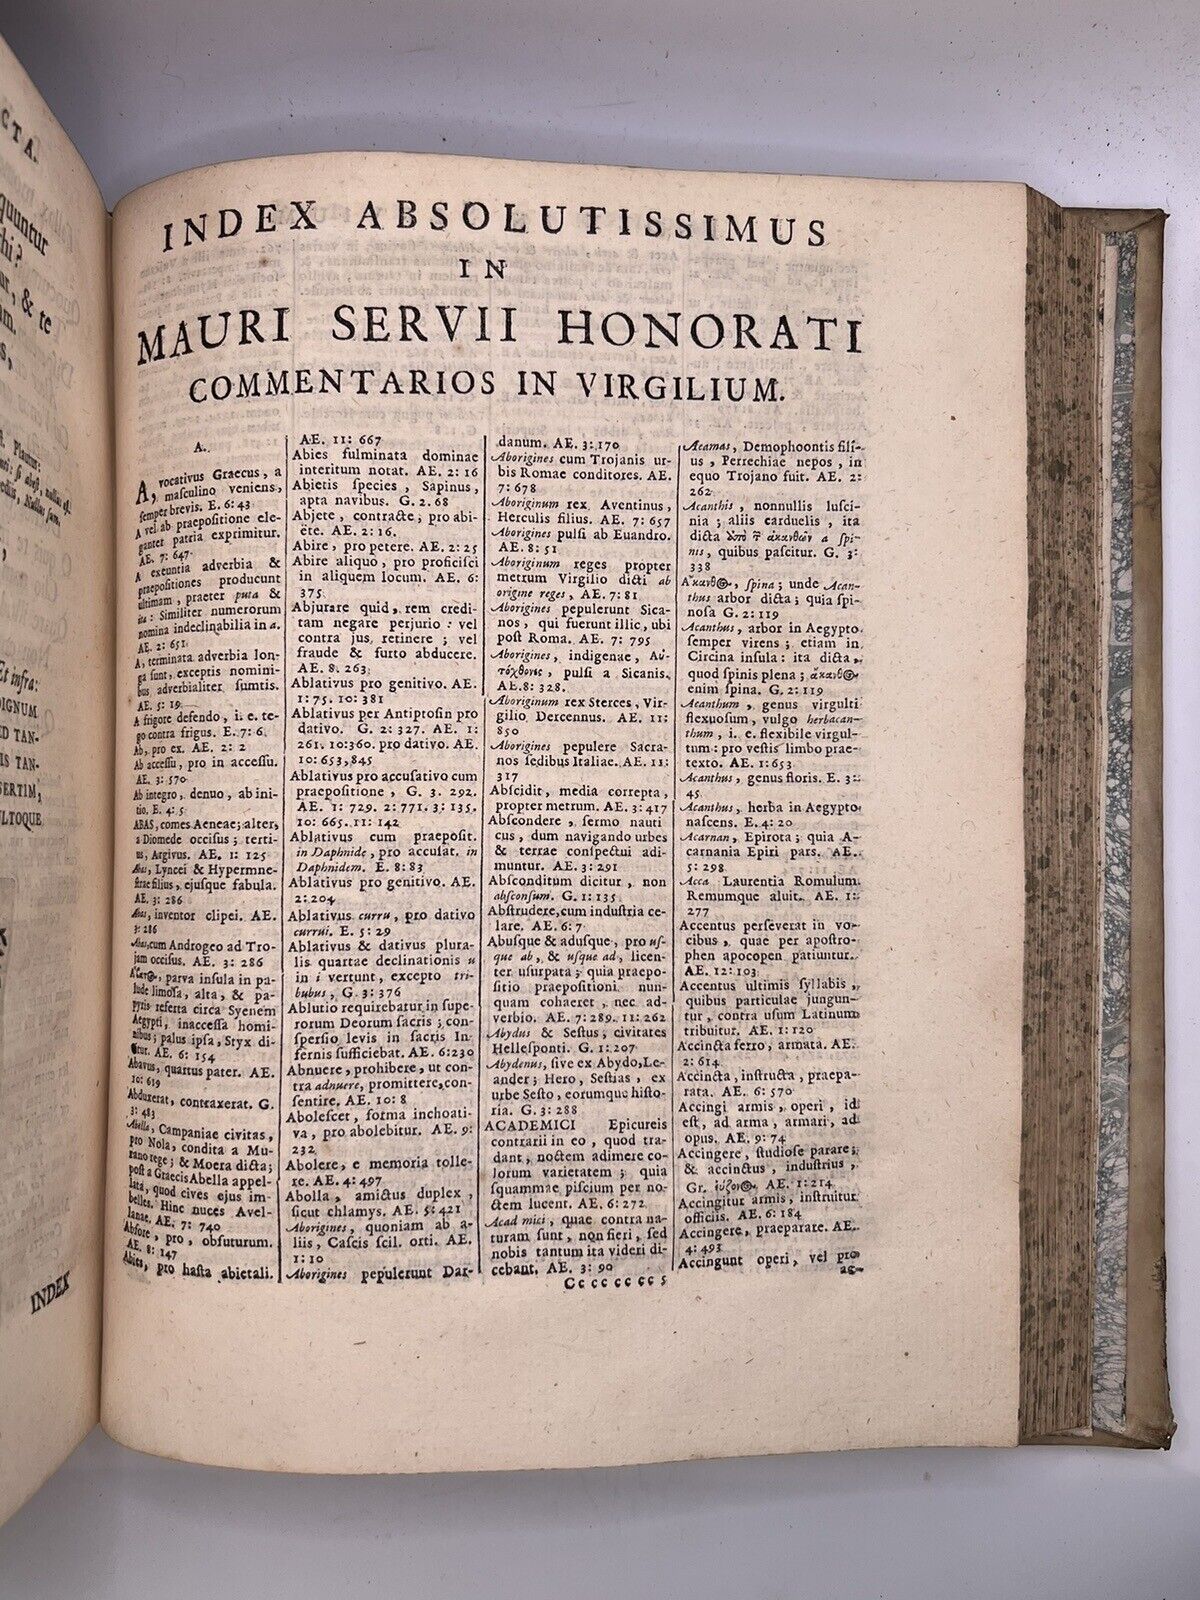 CTA.
quuntur
hi?
ur, & te
um.
s,
Plautus:
Et infra:
DIGNUM
ED TAN-
IS TAN-
SERTIM,
ULTOQUE
INDEX
INDEX ABSOLUTISSIMUS
IN
MAURI SERVII HONORATI
COMMENTARIOS IN VIRGILIUM.
A.
A, vocativus Graecus, a
masculino veniens,
semper brevis. E. 6: 43
A vel ab praepositione ele-
ganter patria exprimitur.
AE. 7: 647.
A exeuntia adverbia &
praepositiones producunt
ultimam, praeter puta &
ita: Similiter numerorum
nomina indeclinabilia in a.
AE. 2: 651.
A, terminata adverbia lon-
ga sunt, exceptis nomini-
bus adverbialiter sumtis.
AE. 5: 19.
A frigore defendo, i. e. te-
go contra frigus. E. 7: 6.
Ab, pro ex. AE. 2: 2
Ab accessu, pro in accessu.
AE. 3: 570
Ab integro, denuo, ab ini-
tio. E. 4: 5
ABAS, comes Aeneae; alter,
a Diomede occisus; terti-
us, Argivus. AE. 1: 125
Abas, Lyncei & Hypermne-
strae filius, ejusque fabula.
AE. 3: 286
Abas, inventor clipei. AE.
3: 286
Abas, cum Androgeo ad Tro-
jam occisus. AE. 3: 286
parva insula in pa-
lude limosa, alta, & pa-
pyris referta circa Syenem
Aegypti, inaccessa homi-
nibus; palus ipsa, Styx di-
citur. AE. 6: 154
Abavus, quartus pater. AE.
10: 619
Abduxerat, contraxerat. G.
3: 483
Abella, Campaniae civitas,
pro Nola, condita a Mu-
rano rege; & Moera dicta;
post a Graecis Abella appel-
lata, quod cives ejus im-
belles. Hinc nuces Avel-
lanae. AE. 7: 740
Absore, pro, obsuturum.
AE. 8: 147
Abies, pro hasta abietali.
AE. 11: 667
Abies fulminata dominae
interitum notat. AE. 2: 16
Abietis species, Sapinus,
apta navibus. G. 2. 68
Abjete, contracte, pro abi-
ëte. AE. 2: 16.
Abire, pro petere. AE. 2: 25
Abire aliquo, pro proficisci
in aliquem locum. AE. 6:
375
Abjurare quid, rem credi-
tam negare perjurio: vel
contra jus, retinere; vel
fraude & furto abducere.
AE. 8: 263
Ablativus pro genitivo. AE.
1: 75. 10: 381
Ablativus per Antiptosin pro
dativo. G. 2: 327. AE. 1:
261. 10: 360. pro dativo. AE.
10: 653, 845
Ablativus pro accusativo cum
praepositione, G. 3. 292.
AE. 1: 729. 2: 771. 3: 135.
10: 665. 11: 142
Ablativus cum praeposit.
in Daphnide, pro accusat. in
Daphnidem. E. 8: 83
Ablativus pro genitivo. AE.
2: 204
Ablativus curru, pro dativo
currui. E. 5: 29
Ablativus & dativus plura-
lis quartae declinationis u
in i vertunt, excepto tri-
bubus, G. 3: 376
Ablutio requirebatur in supe-
rorum Deorum sacris; con-
spersio levis in sacris In
fernis sufficiebat. AE. 6: 230
Abnuere, prohibere, ut con-
tra adnuere, promittere, con-
sentire. AE. 10: 8
Abolescet, forma inchoati-
va, pro abolebitur. AE. 9:
232
Abolere, e memoria tolle-
re. AE. 4: 497
Abolla, amictus duplex,
sicut chlamys. AE. 5: 421
Aborigines, quoniam ab a-
liis, Cascis scil. orti. AE.
1: 10
Aborigines pepulerunt Dar-
danum. AE. 3: 170
Aborigines cum Trojanis ur-
bis Romae conditores. AE.
7: 678
Aboriginum rex Aventinus,
Herculis filius. AE. 7: 657
Aborigines pulsi ab Euandro.
AE. 8: 51
Aboriginum reges propter
metrum Virgilio dicti ab
origine reges, AE. 7: 81
Aborigines pepulerunt Sica-
nos, qui fuerunt illic, ubi
post Roma. AE. 7: 795
Aborigines, indigenae, Αὐ-
τόχθονες, pulsi a Sicanis.
AE. 8: 328.
Aboriginum rex Sterces, Vir-
gilio Dercennus. AE. 11:
850
Aborigines pepulere Sacra-
nos sedibus Italiae. AE. 11:
317
Abscidit, media correpta,
propter metrum. AE. 3: 417
Abscondere, sermo nauti
cus, dum navigando urbes
& terrae conspectui adi-
muntur. AE. 3: 291
Absconditum dicitur, non
absconsum. G. 1: 135
Abstrudere, cum industria ce-
lare. AE. 6: 7
Abusque & adusque, pro us-
que ab, & usque ad, licen-
ter usurpata; quia praepo-
sitio praepositioni nun-
quam cohaeret, nec ad-
verbio. AE. 7: 289. 11: 262
Abydus & Sestus, civitates
Hellesponti. G. 1: 207
Abydenus, sive ex Abydo, Le-
ander; Hero, Sestias, ex
urbe Sesto, eorumque histo-
ria. G. 3: 288
ACADEMICI Epicureis
contrarii in eo, quod tra-
dant, noctem adimere co-
lorum varietatem; quia
squammae piscium per no-
ctem lucent. AE. 6: 272
Acad mici, quae contra na-
turam sunt, non fieri, sed
nobis tantum ita videri di-
cebant. AE. 3: 90
Acamas, Demophoontis fili-
us, Perrechiae nepos, in
equo Trojano fuit. AE. 2:
262
Acanthis, nonnullis lusci-
nia; aliis carduelis, ita
dicta ἀπὸ τ ἀκανθῶν a spi-
nis, quibus pascitur. G. 3:
338
Ἄκανθος, spina; unde Acan-
thus arbor dicta; quia spi-
nosa G. 2: 119
Acanthus, arbor in Aegypto
semper virens; etiam in
Circina insula: ita dicta,
quod spinis plena; ἄκανθος
enim spina. G. 2: 119
Acanthum, genus virgulti
flexuosum, vulgo herbacan-
thum, i. e. flexibile virgul-
tum: pro vestis limbo prae-
texto. AE. 1: 653
Acanthus, genus floris. E. 3:
45
Acanthus, herba in Aegypto
nascens. E. 4: 20
Acarnan, Epirota; quia A-
carnania Epiri pars. AE.
5: 298
Acca Laurentia Romulum
Remumque aluit. AE. 1:
277
Accentus perseverat in vo-
cibus, quae per apostro-
phen apocopen patiuntur.
AE. 12: 103
Accentus ultimis syllabis,
quibus particulae jungun-
tur, contra usum Latinum
tribuitur. AE. 1: 120
Accincta ferro, armata. AE.
2: 614
Accincta, instructa, praepa-
rata. AE. 6: 570
Accingi armis, operi, id
est, ad arma, armari, ad
opus. AE. 9: 74
Accingere, studiose parare;
& accinctus, industrius,
Gr. εὔζωνος. AE. 1: 214
Accingitur armis, instruitur
officiis. AE. 6: 184
Accingere, praeparate. AE.
4: 493
Accingunt operi, vel pro
Cc cc cc cc 5
ac-